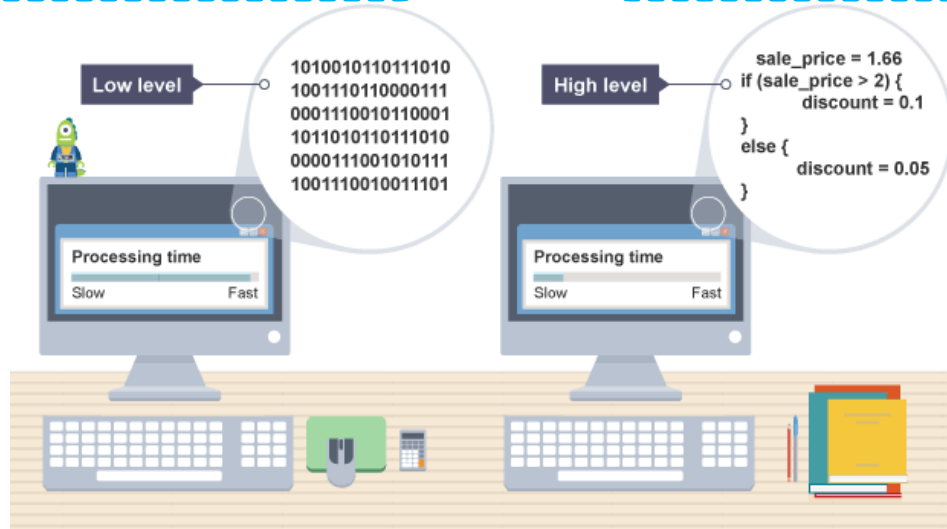 Low level
1010010110111010
1001110110000111
0001110010110001
1011010110111010
0000111001010111
1001110010011101
Processing time
Slow Fast
High level
sale_price = 1.66
if (sale_price > 2) {
discount = 0.1
}
else {
discount = 0.05
}
Processing time
Slow Fast